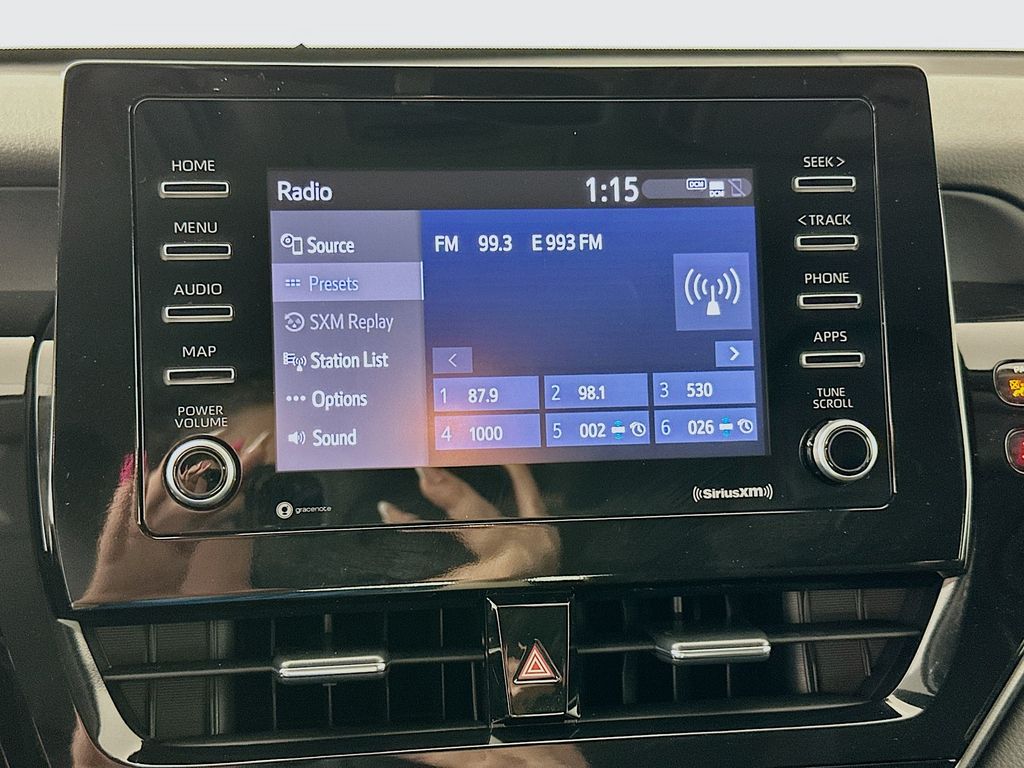 HOME
MENU
AUDIO
MAP
POWER
VOLUME
Radio 1:15 DCM DCM
Source
Presets
SXM Replay
Station List
Options
Sound
FM 99.3 E 993 FM
< >
1 87.9 2 98.1 3 530
4 1000 5 002 6 026
SEEK >
< TRACK
PHONE
APPS
TUNE
SCROLL
gracenote
((SiriusXM))